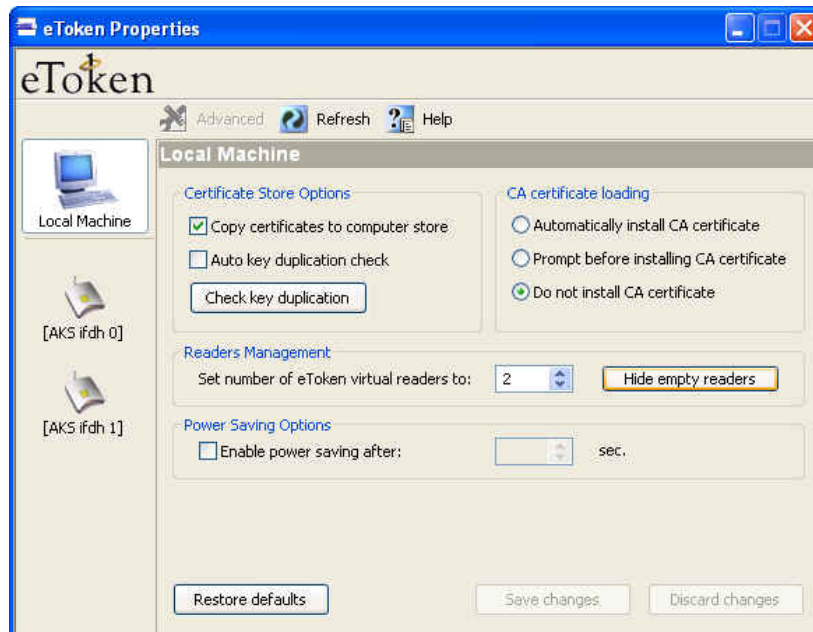 eToken Properties
eToken
Advanced Refresh Help
Local Machine
Local Machine
Certificate Store Options
Copy certificates to computer store
Auto key duplication check
Check key duplication
CA certificate loading
Automatically install CA certificate
Prompt before installing CA certificate
Do not install CA certificate
[AKS ifdh 0]
[AKS ifdh 1]
Readers Management
Set number of eToken virtual readers to: 2 Hide empty readers
Power Saving Options
Enable power saving after: sec.
Restore defaults Save changes Discard changes